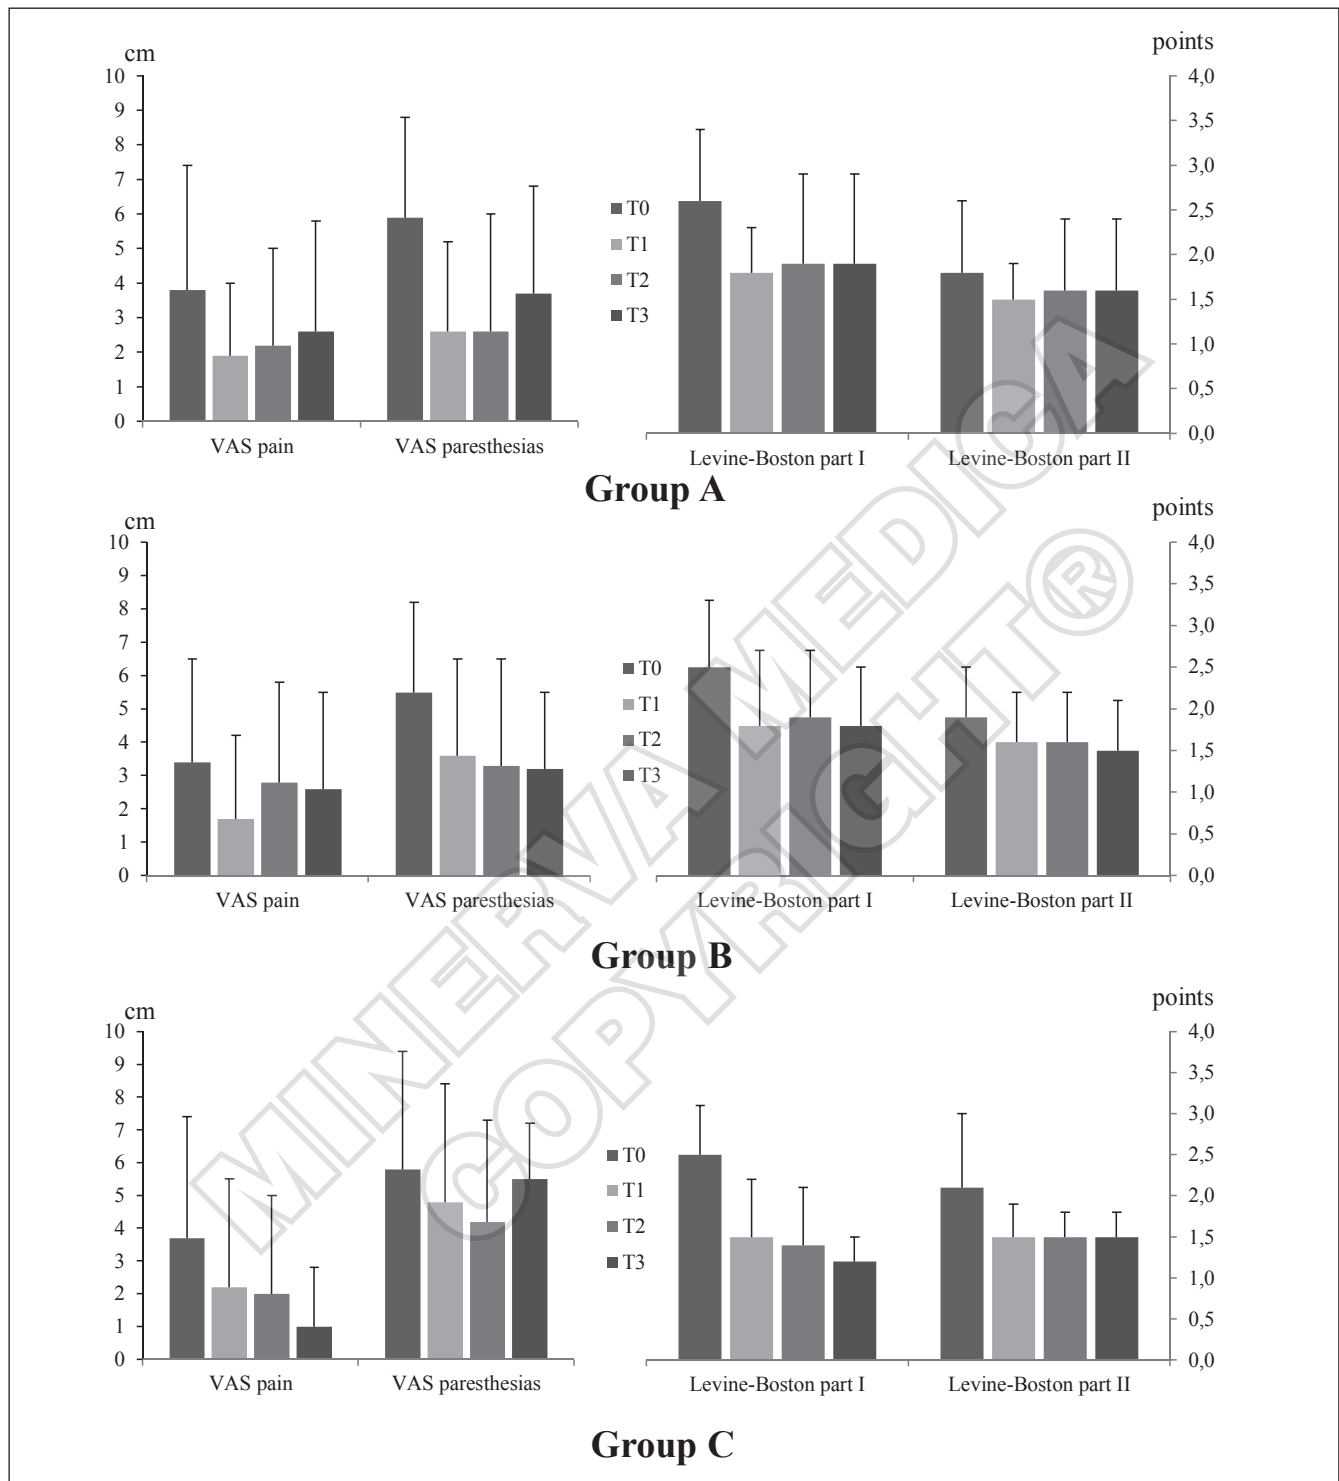 cm
points
10
9
8
7
6
5
4
3
2
1
0
VAS pain
VAS paresthesias
T0
T1
T2
T3
4,0
3,5
3,0
2,5
2,0
1,5
1,0
0,5
0,0
Levine-Boston part I
Levine-Boston part II
Group A
cm
points
10
9
8
7
6
5
4
3
2
1
0
VAS pain
VAS paresthesias
T0
T1
T2
T3
4,0
3,5
3,0
2,5
2,0
1,5
1,0
0,5
0,0
Levine-Boston part I
Levine-Boston part II
Group B
cm
points
10
9
8
7
6
5
4
3
2
1
0
VAS pain
VAS paresthesias
T0
T1
T2
T3
4,0
3,5
3,0
2,5
2,0
1,5
1,0
0,5
0,0
Levine-Boston part I
Levine-Boston part II
Group C
MINERVA MEDICA
COPYRIGHT®